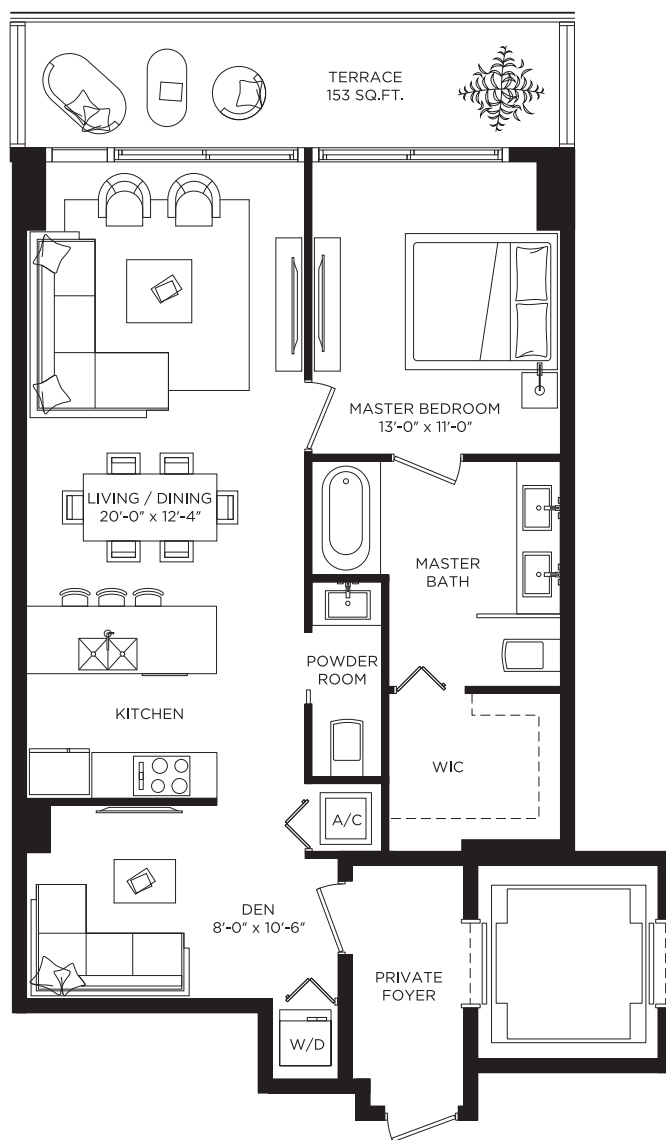 TERRACE
153 SQ.FT.
MASTER BEDROOM
13'-0" x 11'-0"
LIVING / DINING
20'-0" x 12'-4"
MASTER
BATH
POWDER
ROOM
KITCHEN
WIC
A/C
DEN
8'-0" x 10'-6"
PRIVATE
FOYER
W/D